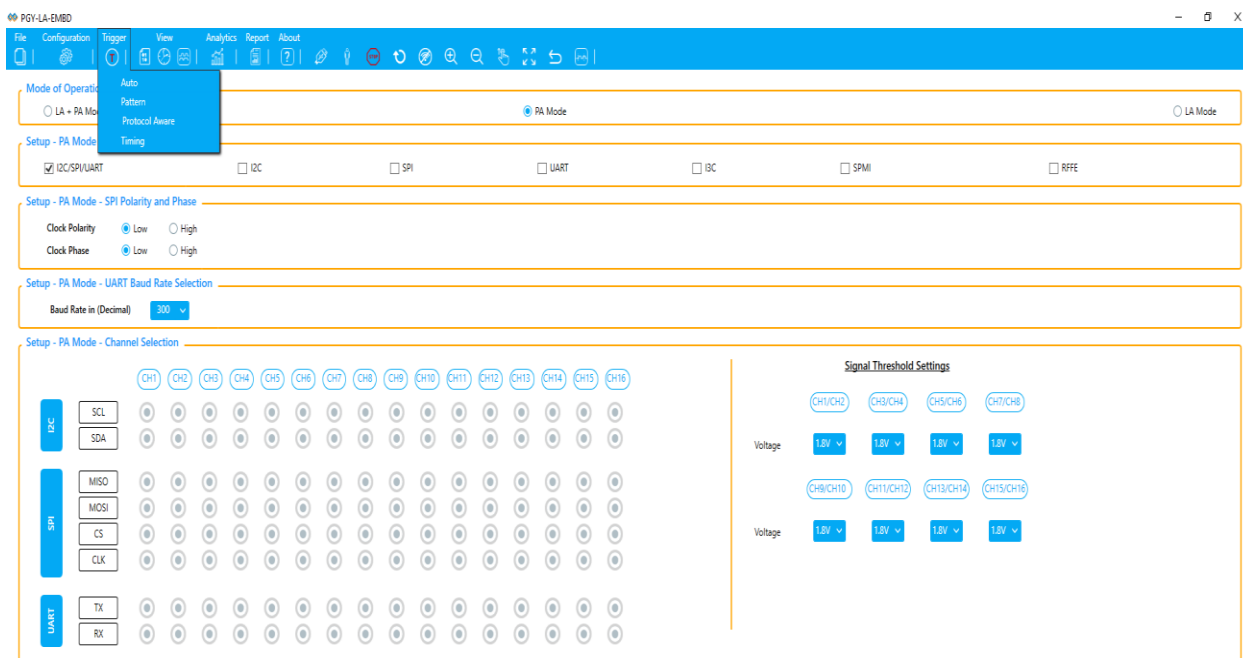 PGY-LA-EMBD
File Configuration Trigger View Analytics Report About
STOP
Auto
Pattern
Protocol Aware
Timing
Mode of Operatio
LA + PA Mo PA Mode LA Mode
Setup - PA Mode
I2C/SPI/UART I2C SPI UART I3C SPMI RFFE
Setup - PA Mode - SPI Polarity and Phase
Clock Polarity Low High
Clock Phase Low High
Setup - PA Mode - UART Baud Rate Selection
Baud Rate in (Decimal) 300
Setup - PA Mode - Channel Selection
CH1 CH2 CH3 CH4 CH5 CH6 CH7 CH8 CH9 CH10 CH11 CH12 CH13 CH14 CH15 CH16
I2C
SCL
SDA
SPI
MISO
MOSI
CS
CLK
UART
TX
RX
Signal Threshold Settings
CH1/CH2 CH3/CH4 CH5/CH6 CH7/CH8
Voltage 1.8V 1.8V 1.8V 1.8V
CH9/CH10 CH11/CH12 CH13/CH14 CH15/CH16
Voltage 1.8V 1.8V 1.8V 1.8V